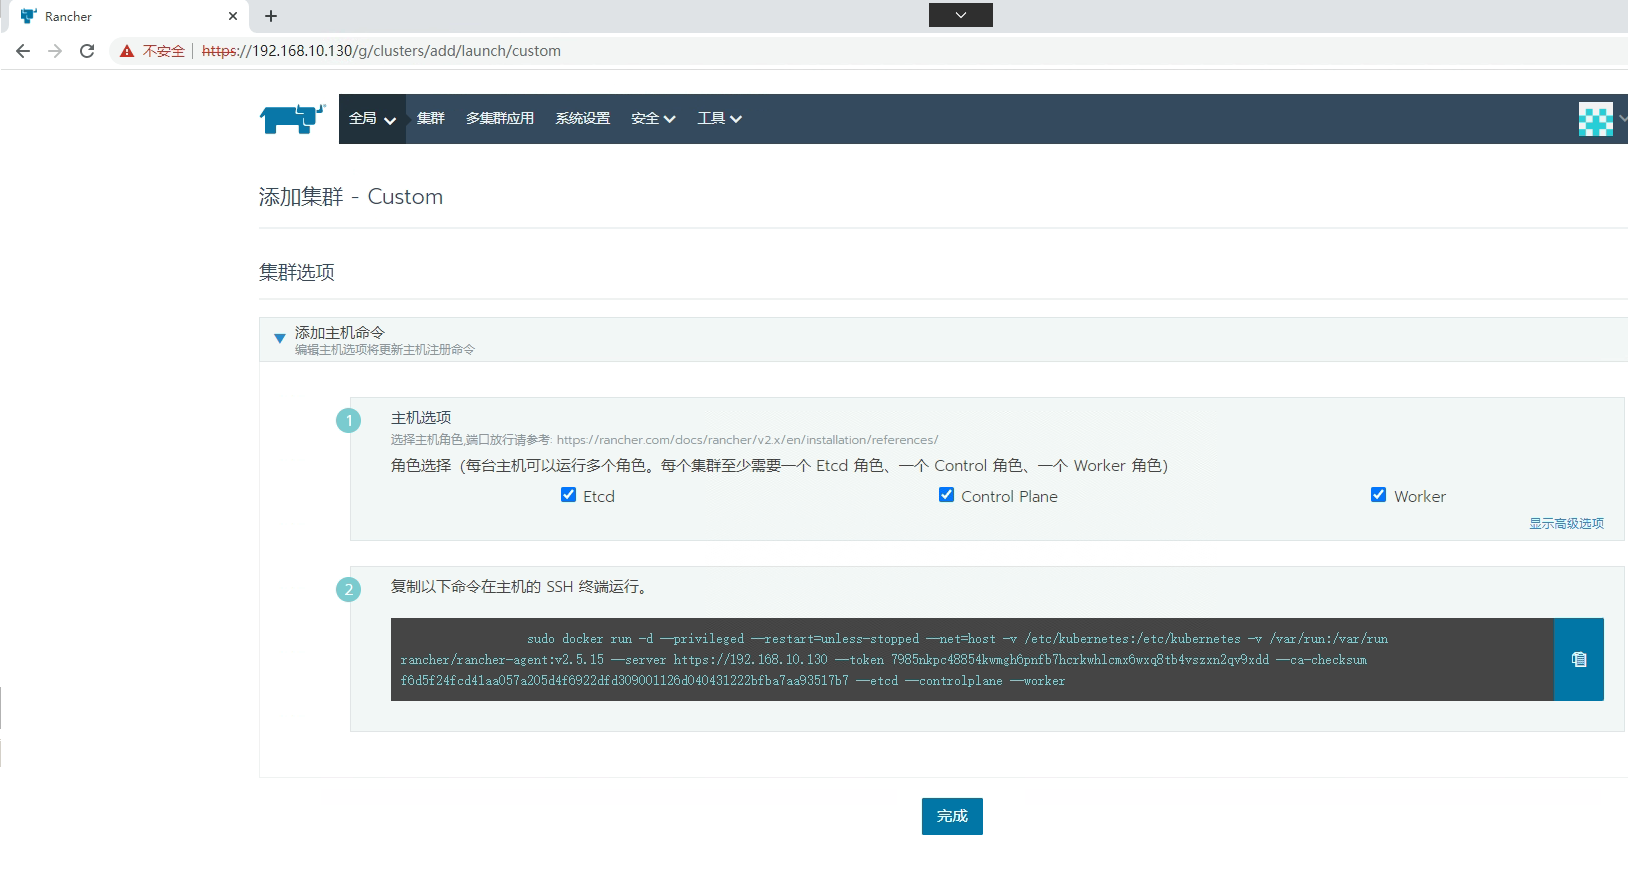 Rancher
不安全 https://192.168.10.130/g/clusters/add/launch/custom
全局 集群 多集群应用 系统设置 安全 工具
添加集群 - Custom
集群选项
添加主机命令
编辑主机选项将更新主机注册命令
1 主机选项
选择主机角色,端口放行请参考: https://rancher.com/docs/rancher/v2.x/en/installation/references/
角色选择（每台主机可以运行多个角色。每个集群至少需要一个 Etcd 角色、一个 Control 角色、一个 Worker 角色）
Etcd Control Plane Worker
显示高级选项
2 复制以下命令在主机的 SSH 终端运行。
sudo docker run -d --privileged --restart=unless-stopped --net=host -v /etc/kubernetes:/etc/kubernetes -v /var/run:/var/run
rancher/rancher-agent:v2.5.15 --server https://192.168.10.130 --token 7985nkpc48854kwmgh6pnfb7hcrkwhlcmx6wxq8tb4vszxn2qv9xdd --ca-checksum
f6d5f24fcd41aa057a205d4f6922dfd309001126d040431222bfba7aa93517b7 --etcd --controlplane --worker
完成